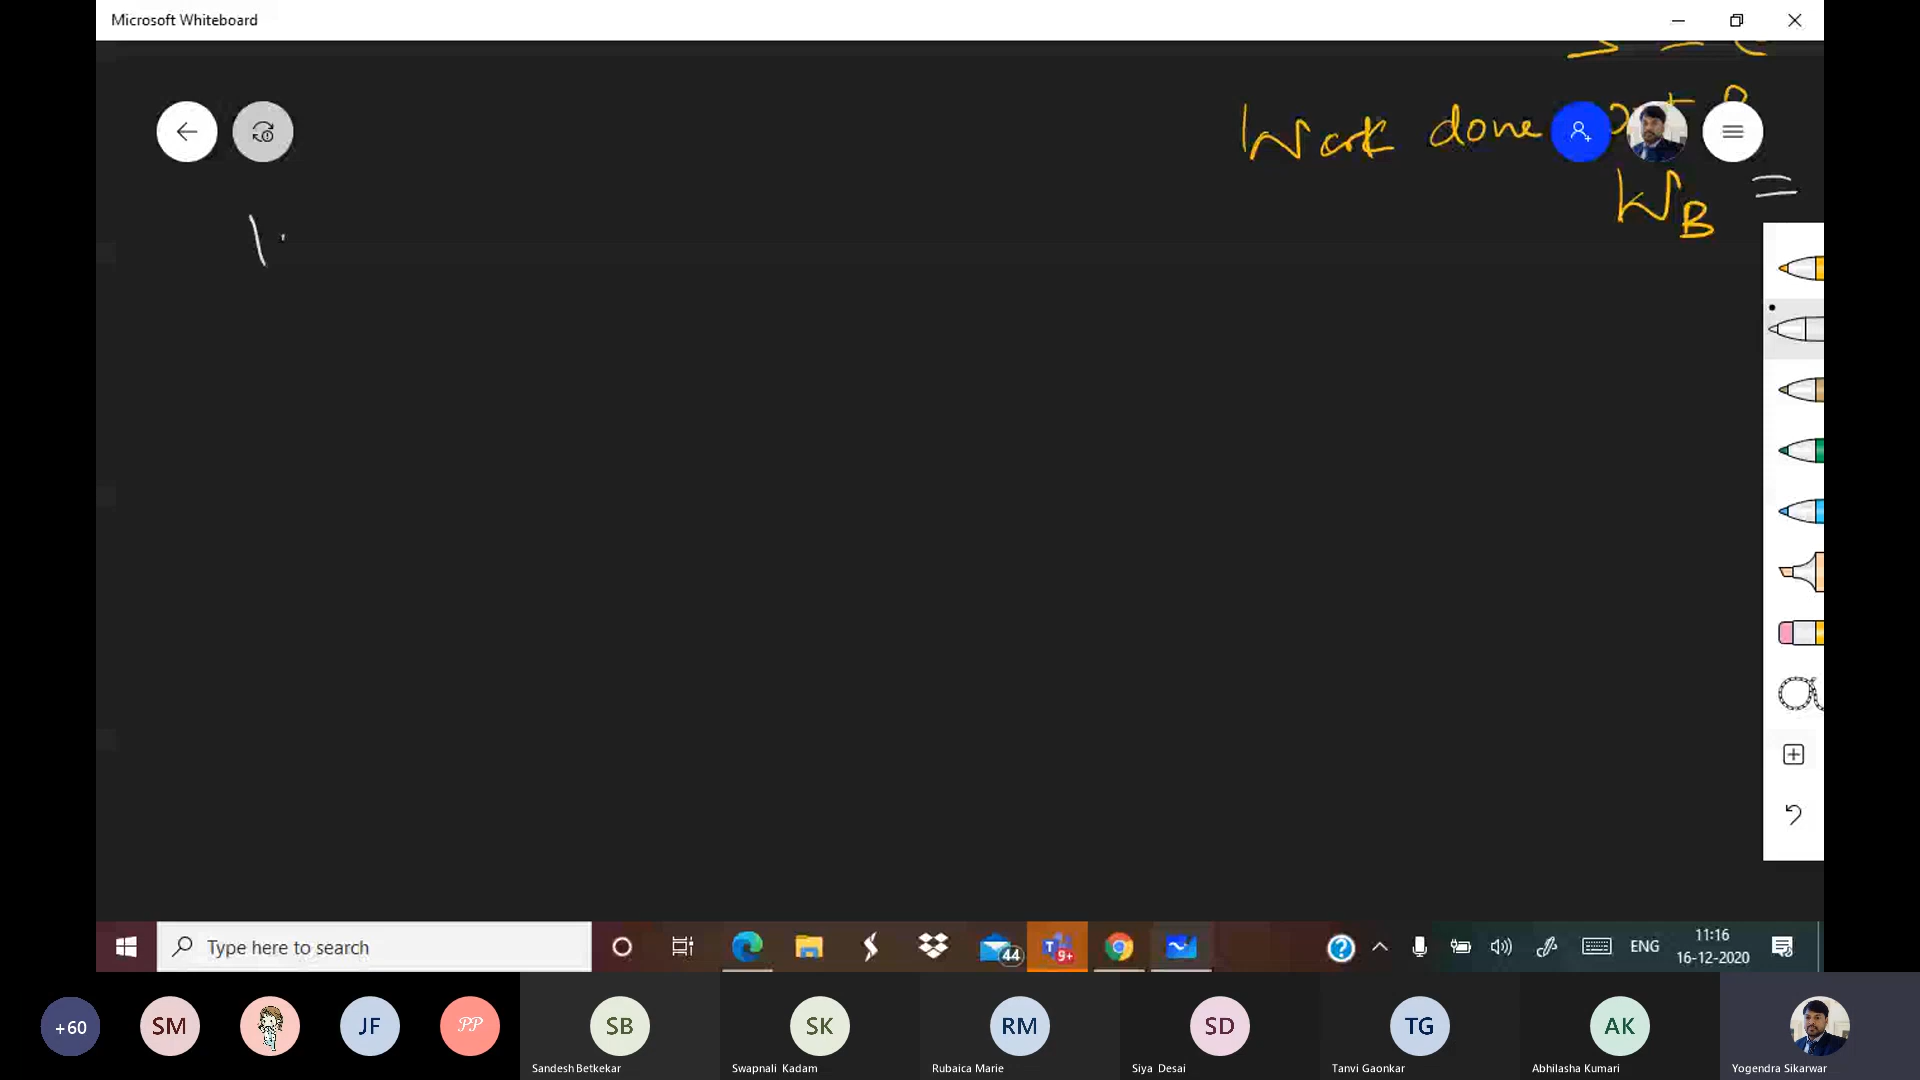 Microsoft Whiteboard
Work done
W_B =
Type here to search
44
9+
ENG
11:16
16-12-2020
+60
SM
JF
PP
SB
SK
RM
SD
TG
AK
Sandesh Betkekar
Swapnali Kadam
Rubaica Marie
Siya Desai
Tanvi Gaonkar
Abhilasha Kumari
Yogendra Sikarwar